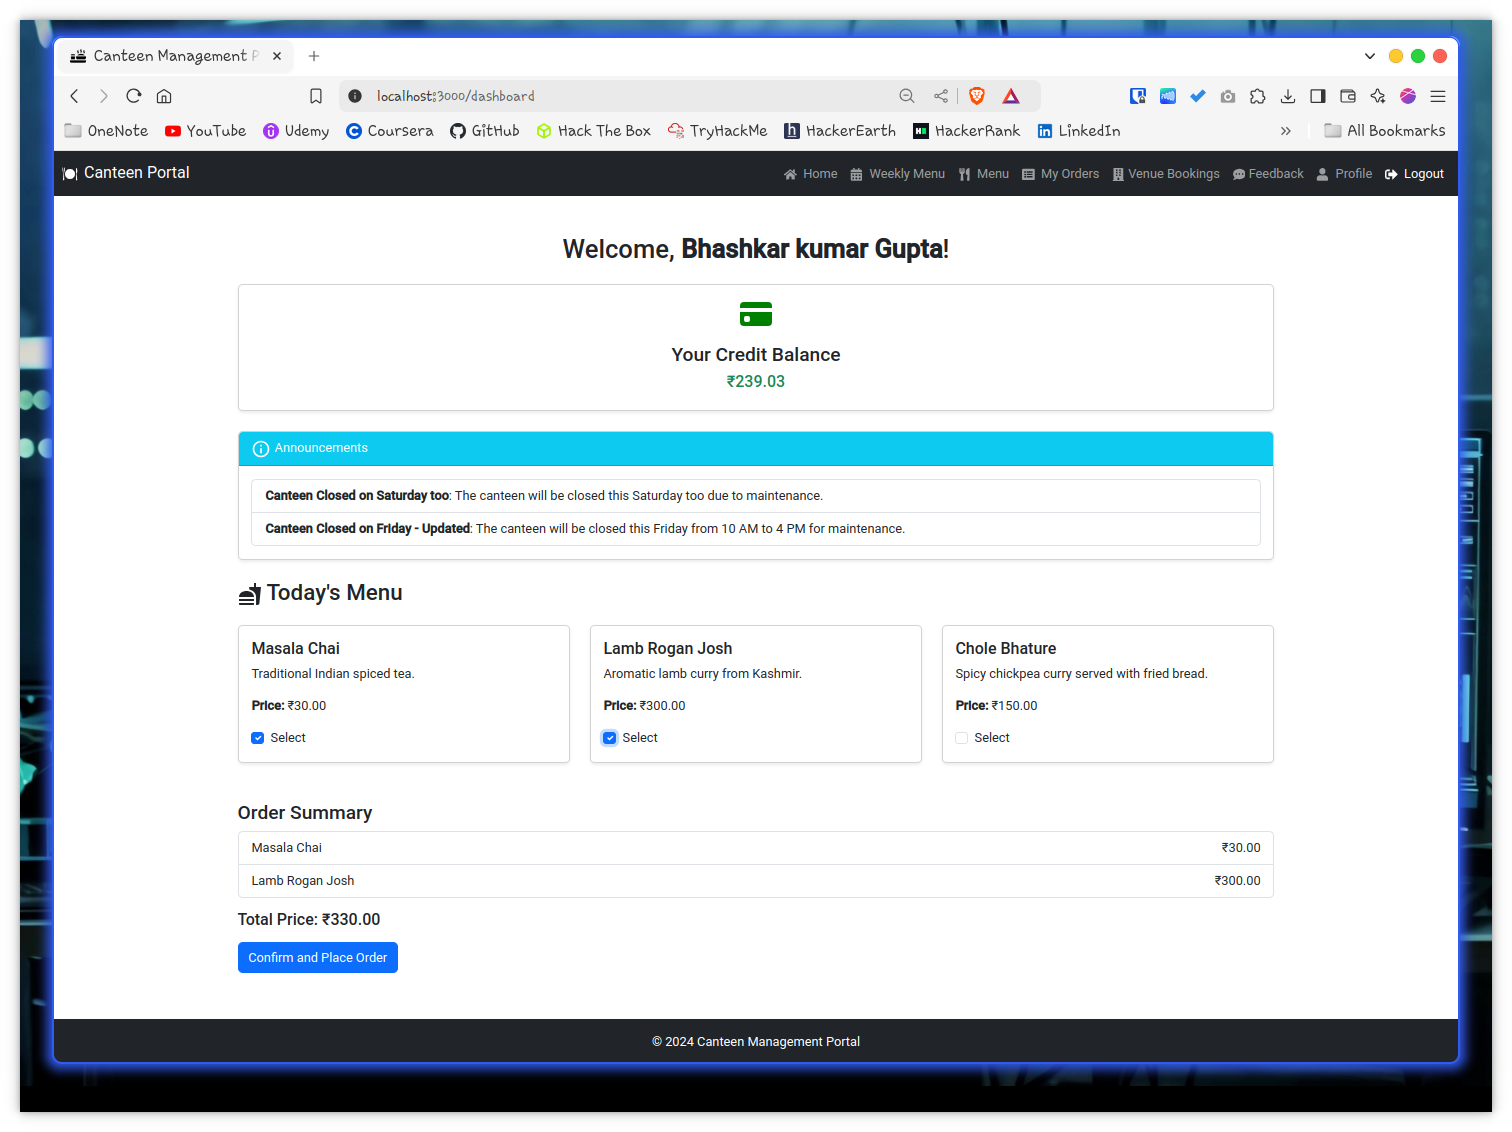 Canteen Management P
localhost:3000/dashboard
OneNote YouTube Udemy Coursera GitHub Hack The Box TryHackMe HackerEarth HackerRank LinkedIn » All Bookmarks
Canteen Portal Home Weekly Menu Menu My Orders Venue Bookings Feedback Profile Logout
Welcome, Bhashkar kumar Gupta!
Your Credit Balance
₹239.03
Announcements
Canteen Closed on Saturday too: The canteen will be closed this Saturday too due to maintenance.
Canteen Closed on Friday - Updated: The canteen will be closed this Friday from 10 AM to 4 PM for maintenance.
Today's Menu
Masala Chai
Traditional Indian spiced tea.
Price: ₹30.00
Select
Lamb Rogan Josh
Aromatic lamb curry from Kashmir.
Price: ₹300.00
Select
Chole Bhature
Spicy chickpea curry served with fried bread.
Price: ₹150.00
Select
Order Summary
Masala Chai ₹30.00
Lamb Rogan Josh ₹300.00
Total Price: ₹330.00
Confirm and Place Order
© 2024 Canteen Management Portal